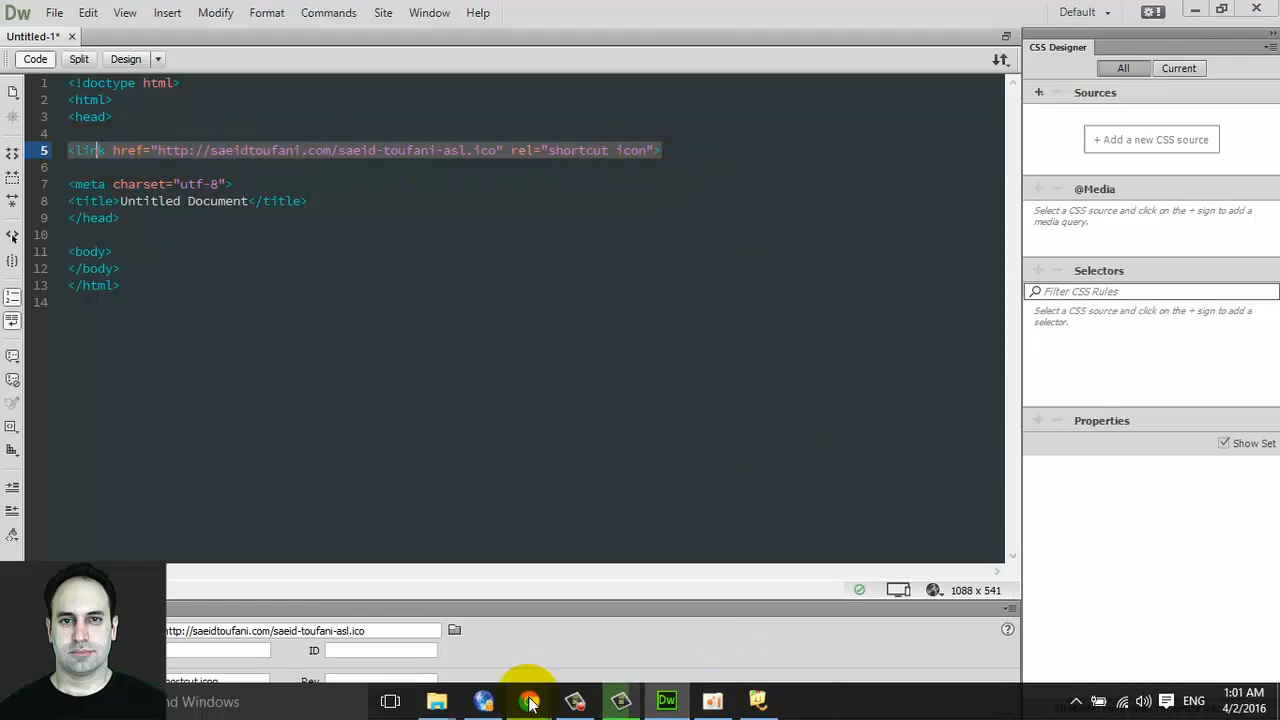 Dw File Edit View Insert Modify Format Commands Site Window Help Default
Untitled-1*
Code Split Design
1 <!doctype html>
2 <html>
3 <head>
4
5 <link href="http://saeidtoufani.com/saeid-toufani-asl.ico" rel="shortcut icon">
6
7 <meta charset="utf-8">
8 <title>Untitled Document</title>
9 </head>
10
11 <body>
12 </body>
13 </html>
14
CSS Designer
All Current
Sources
+ Add a new CSS source
@Media
Select a CSS source and click on the + sign to add a
media query.
Selectors
Filter CSS Rules
Select a CSS source and click on the + sign to add a
selector.
Properties
Show Set
1088 x 541
http://saeidtoufani.com/saeid-toufani-asl.ico
ID
shortcut icon Rev
nd Windows
Dw
ENG
1:01 AM
4/2/2016